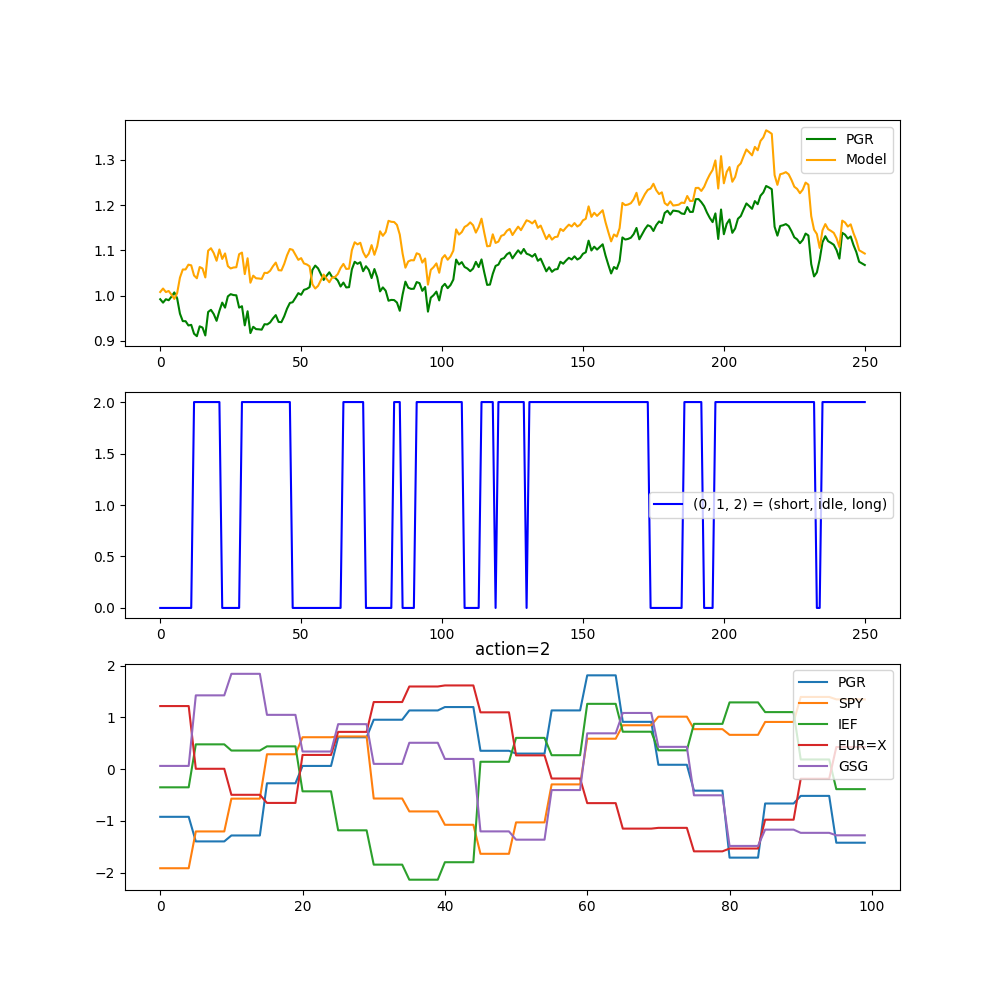 PGR
Model
1.3
1.2
1.1
1.0
0.9
0 50 100 150 200 250
2.0
1.5
1.0
0.5
0.0
(0, 1, 2) = (short, idle, long)
0 50 100 150 200 250
action=2
2
1
0
−1
−2
PGR
SPY
IEF
EUR=X
GSG
0 20 40 60 80 100